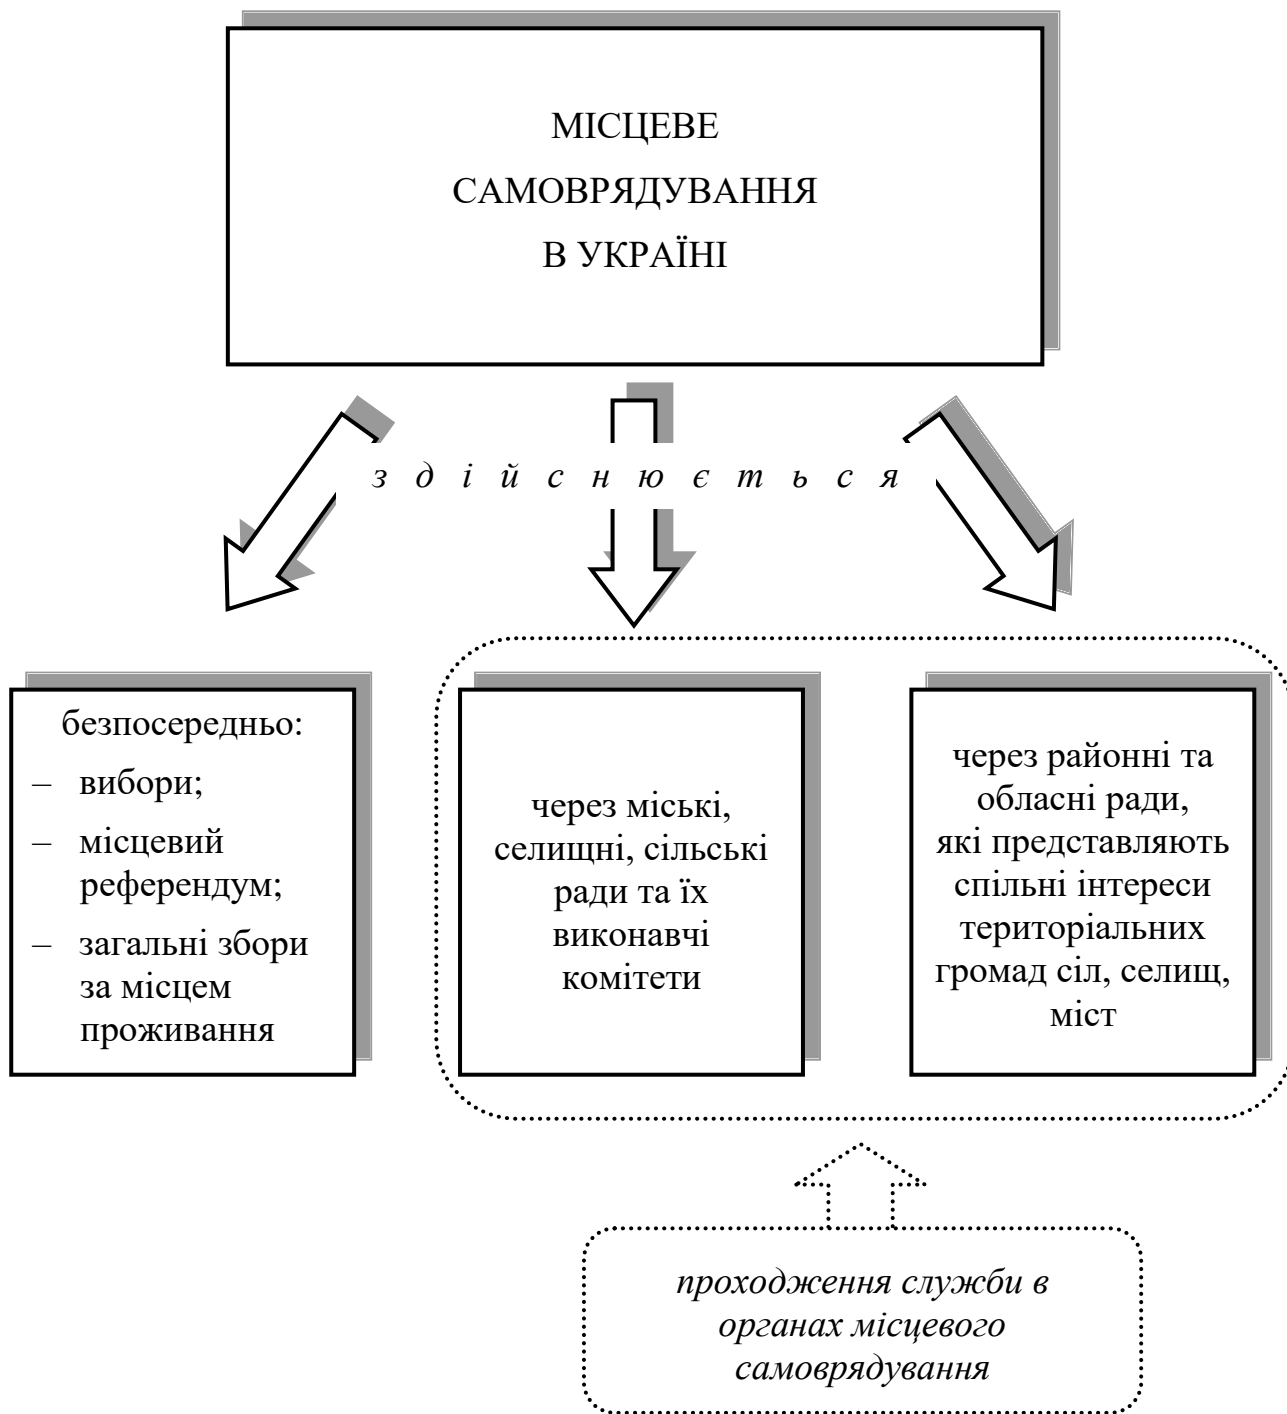 МІСЦЕВЕ
САМОВРЯДУВАННЯ
В УКРАЇНІ
з д і й с н ю є т ь с я
безпосередньо:
– вибори;
– місцевий
референдум;
– загальні збори
за місцем
проживання
через міські,
селищні, сільські
ради та їх
виконавчі
комітети
через районні та
обласні ради,
які представляють
спільні інтереси
територіальних
громад сіл, селищ,
міст
проходження служби в
органах місцевого
самоврядування